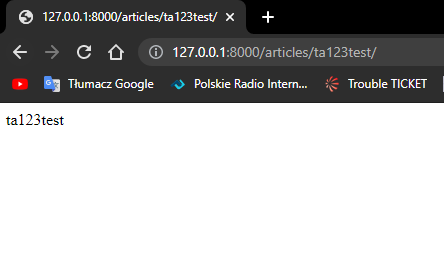 127.0.0.1:8000/articles/ta123test/
127.0.0.1:8000/articles/ta123test/
Tłumacz Google Polskie Radio Intern... Trouble TICKET
ta123test